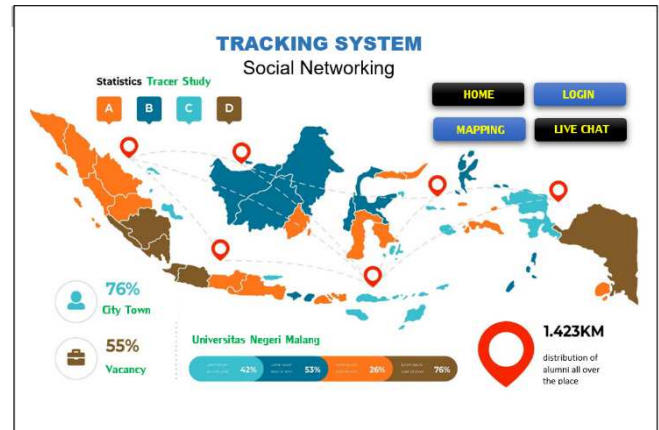 TRACKING SYSTEM
Social Networking
Statistics Tracer Study
A B C D
HOME
LOGIN
MAPPING
LIVE CHAT
76%
City Town
55%
Vacancy
Universitas Negeri Malang
42%
53%
26%
76%
1.423KM
distribution of
alumni all over
the place